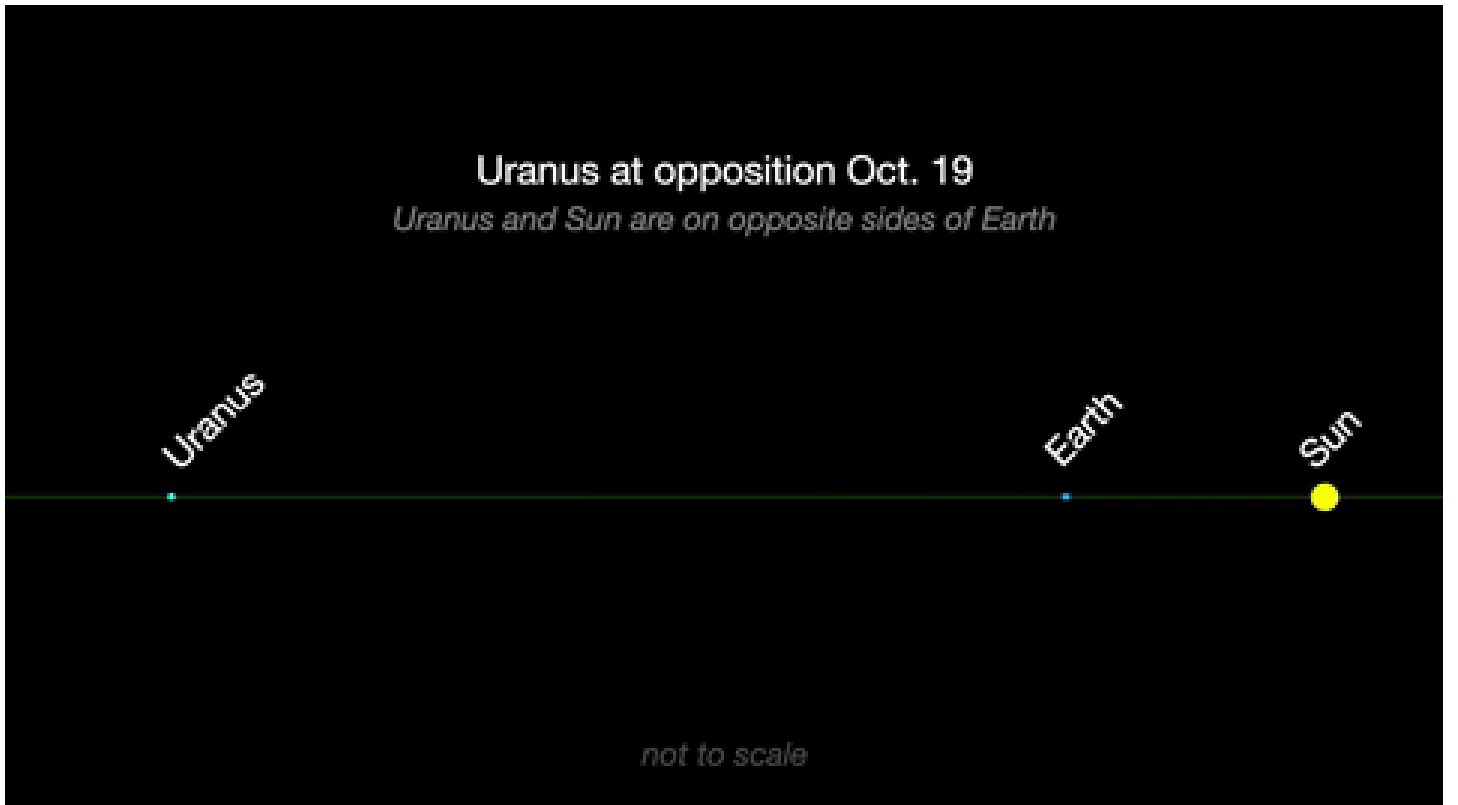 Uranus at opposition Oct. 19
Uranus and Sun are on opposite sides of Earth
Uranus
Earth
Sun
not to scale